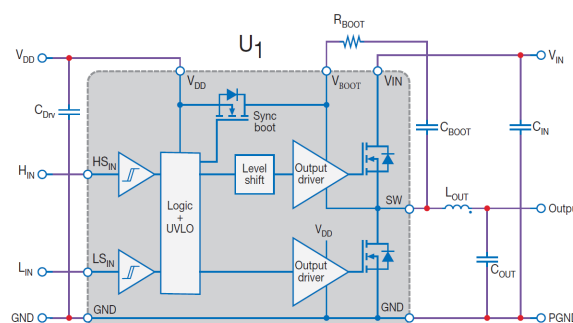 R_BOOT
U1
V_DD
V_DD
V_BOOT
VIN
V_IN
C_Drv
Sync
boot
C_BOOT
C_IN
H_IN
HS_IN
Level
shift
Output
driver
Logic
+
UVLO
SW
L_OUT
Outpu
V_DD
L_IN
LS_IN
Output
driver
C_OUT
GND
GND
GND
PGND